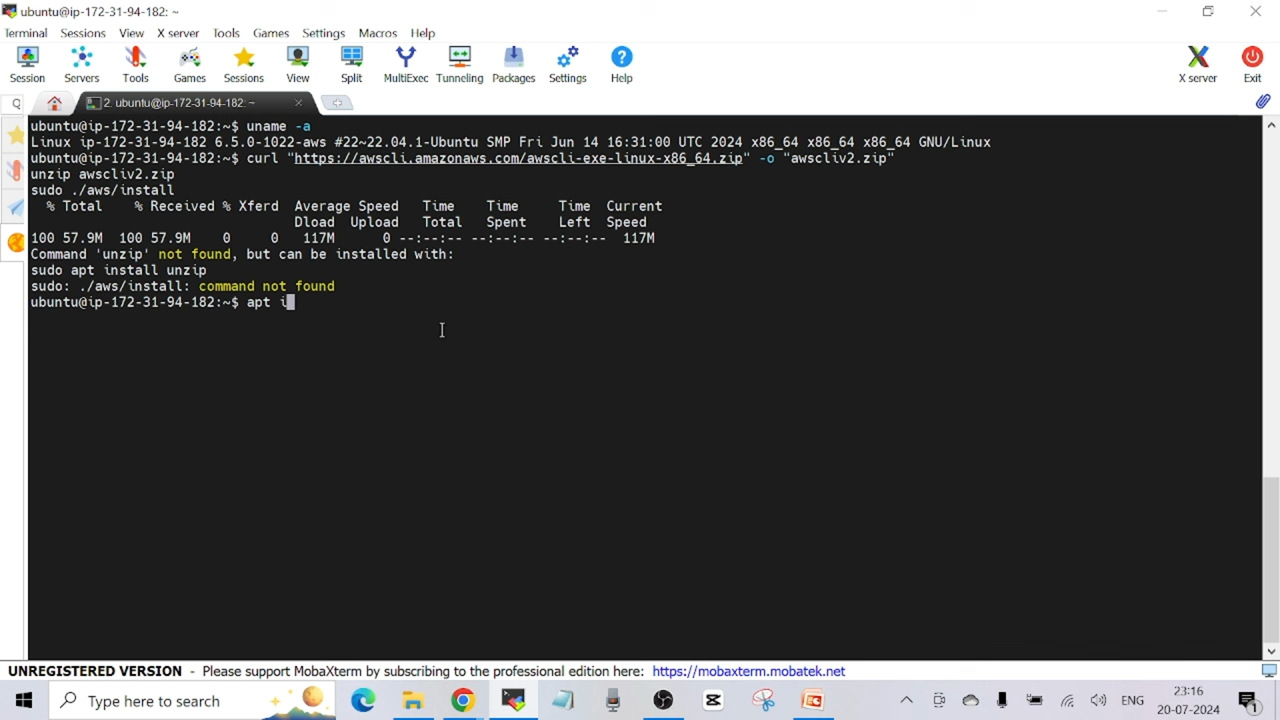 ubuntu@ip-172-31-94-182: ~
Terminal Sessions View X server Tools Games Settings Macros Help
Session Servers Tools Games Sessions View Split MultiExec Tunneling Packages Settings Help X server Exit
2. ubuntu@ip-172-31-94-182: ~
ubuntu@ip-172-31-94-182:~$ uname -a
Linux ip-172-31-94-182 6.5.0-1022-aws #22~22.04.1-Ubuntu SMP Fri Jun 14 16:31:00 UTC 2024 x86_64 x86_64 x86_64 GNU/Linux
ubuntu@ip-172-31-94-182:~$ curl "https://awscli.amazonaws.com/awscli-exe-linux-x86_64.zip" -o "awscliv2.zip"
unzip awscliv2.zip
sudo ./aws/install
% Total % Received % Xferd Average Speed Time Time Time Current
Dload Upload Total Spent Left Speed
100 57.9M 100 57.9M 0 0 117M 0 --:--:-- --:--:-- --:--:-- 117M
Command 'unzip' not found, but can be installed with:
sudo apt install unzip
sudo: ./aws/install: command not found
ubuntu@ip-172-31-94-182:~$ apt i
UNREGISTERED VERSION - Please support MobaXterm by subscribing to the professional edition here: https://mobaxterm.mobatek.net
Type here to search
ENG
23:16
20-07-2024
1